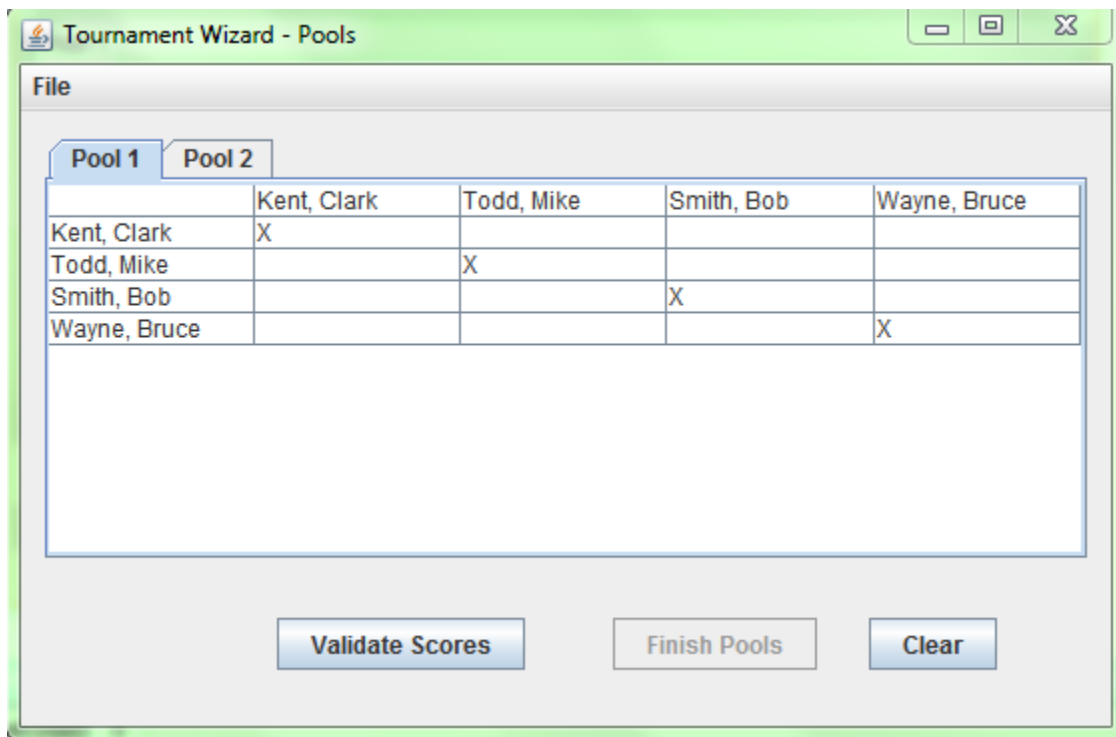 Tournament Wizard - Pools
File
Pool 1 Pool 2
Kent, Clark Todd, Mike Smith, Bob Wayne, Bruce
Kent, Clark X
Todd, Mike X
Smith, Bob X
Wayne, Bruce X
Validate Scores Finish Pools Clear